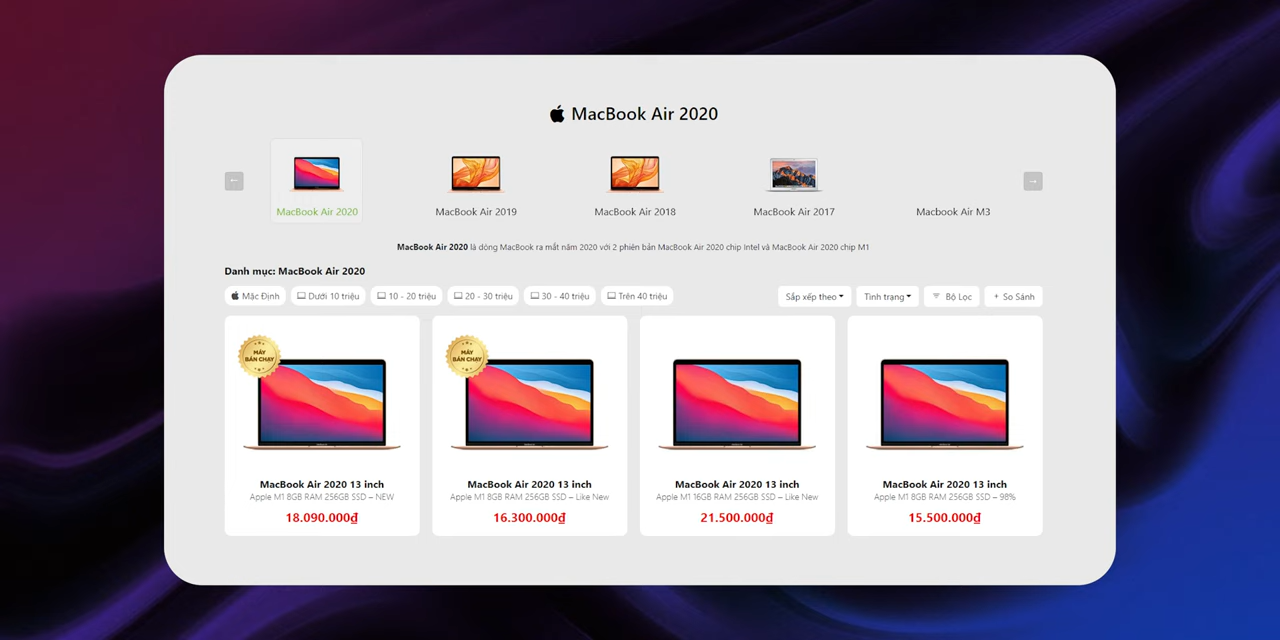 MacBook Air 2020
←
→
MacBook Air 2020
MacBook Air 2019
MacBook Air 2018
MacBook Air 2017
Macbook Air M3
MacBook Air 2020 là dòng MacBook ra mắt năm 2020 với 2 phiên bản MacBook Air 2020 chip Intel và MacBook Air 2020 chip M1
Danh mục: MacBook Air 2020
Mặc Định
Dưới 10 triệu
10 - 20 triệu
20 - 30 triệu
30 - 40 triệu
Trên 40 triệu
Sắp xếp theo
Tình trạng
Bộ Lọc
+ So Sánh
MÁY
BÁN CHẠY
MacBook Air 2020 13 inch
Apple M1 8GB RAM 256GB SSD – NEW
18.090.000₫
MÁY
BÁN CHẠY
MacBook Air 2020 13 inch
Apple M1 8GB RAM 256GB SSD – Like New
16.300.000₫
MacBook Air 2020 13 inch
Apple M1 16GB RAM 256GB SSD – Like New
21.500.000₫
MacBook Air 2020 13 inch
Apple M1 8GB RAM 256GB SSD – 98%
15.500.000₫